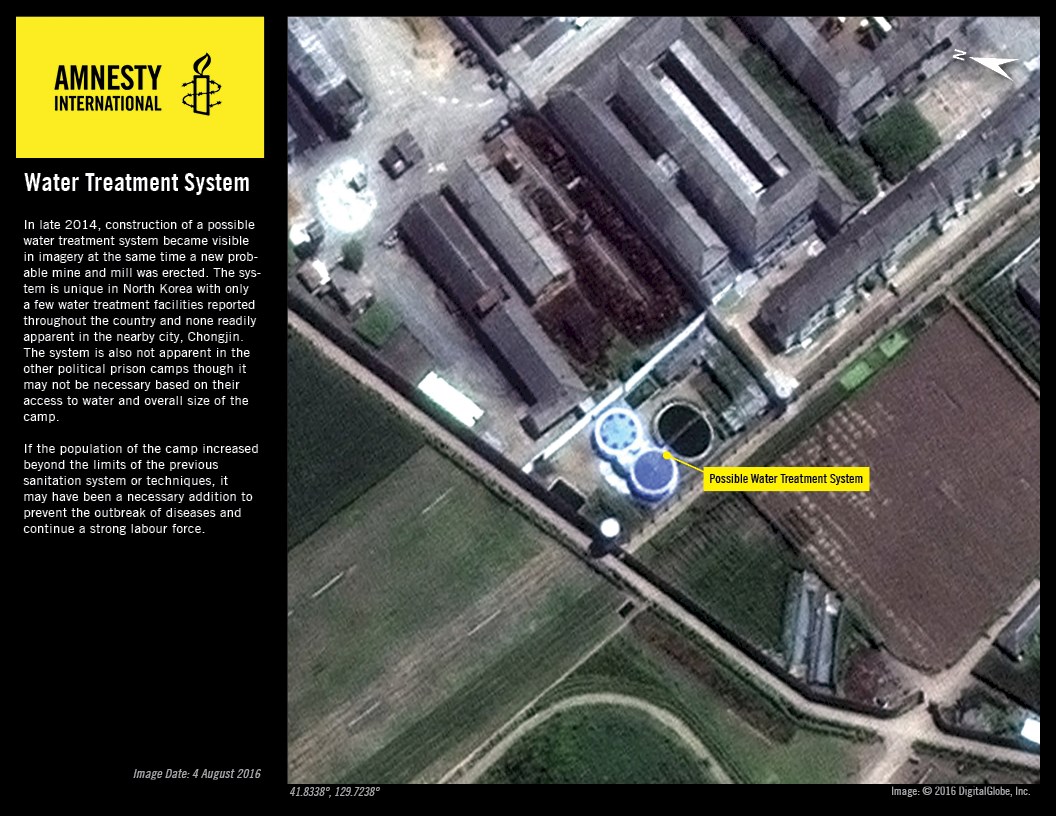 AMNESTY
INTERNATIONAL
Water Treatment System
In late 2014, construction of a possible
water treatment system became visible
in imagery at the same time a new prob-
able mine and mill was erected. The sys-
tem is unique in North Korea with only
a few water treatment facilities reported
throughout the country and none readily
apparent in the nearby city, Chongjin.
The system is also not apparent in the
other political prison camps though it
may not be necessary based on their
access to water and overall size of the
camp.
If the population of the camp increased
beyond the limits of the previous
sanitation system or techniques, it
may have been a necessary addition to
prevent the outbreak of diseases and
continue a strong labour force.
Image Date: 4 August 2016
N
Possible Water Treatment System
41.8338°, 129.7238°
Image: © 2016 DigitalGlobe, Inc.